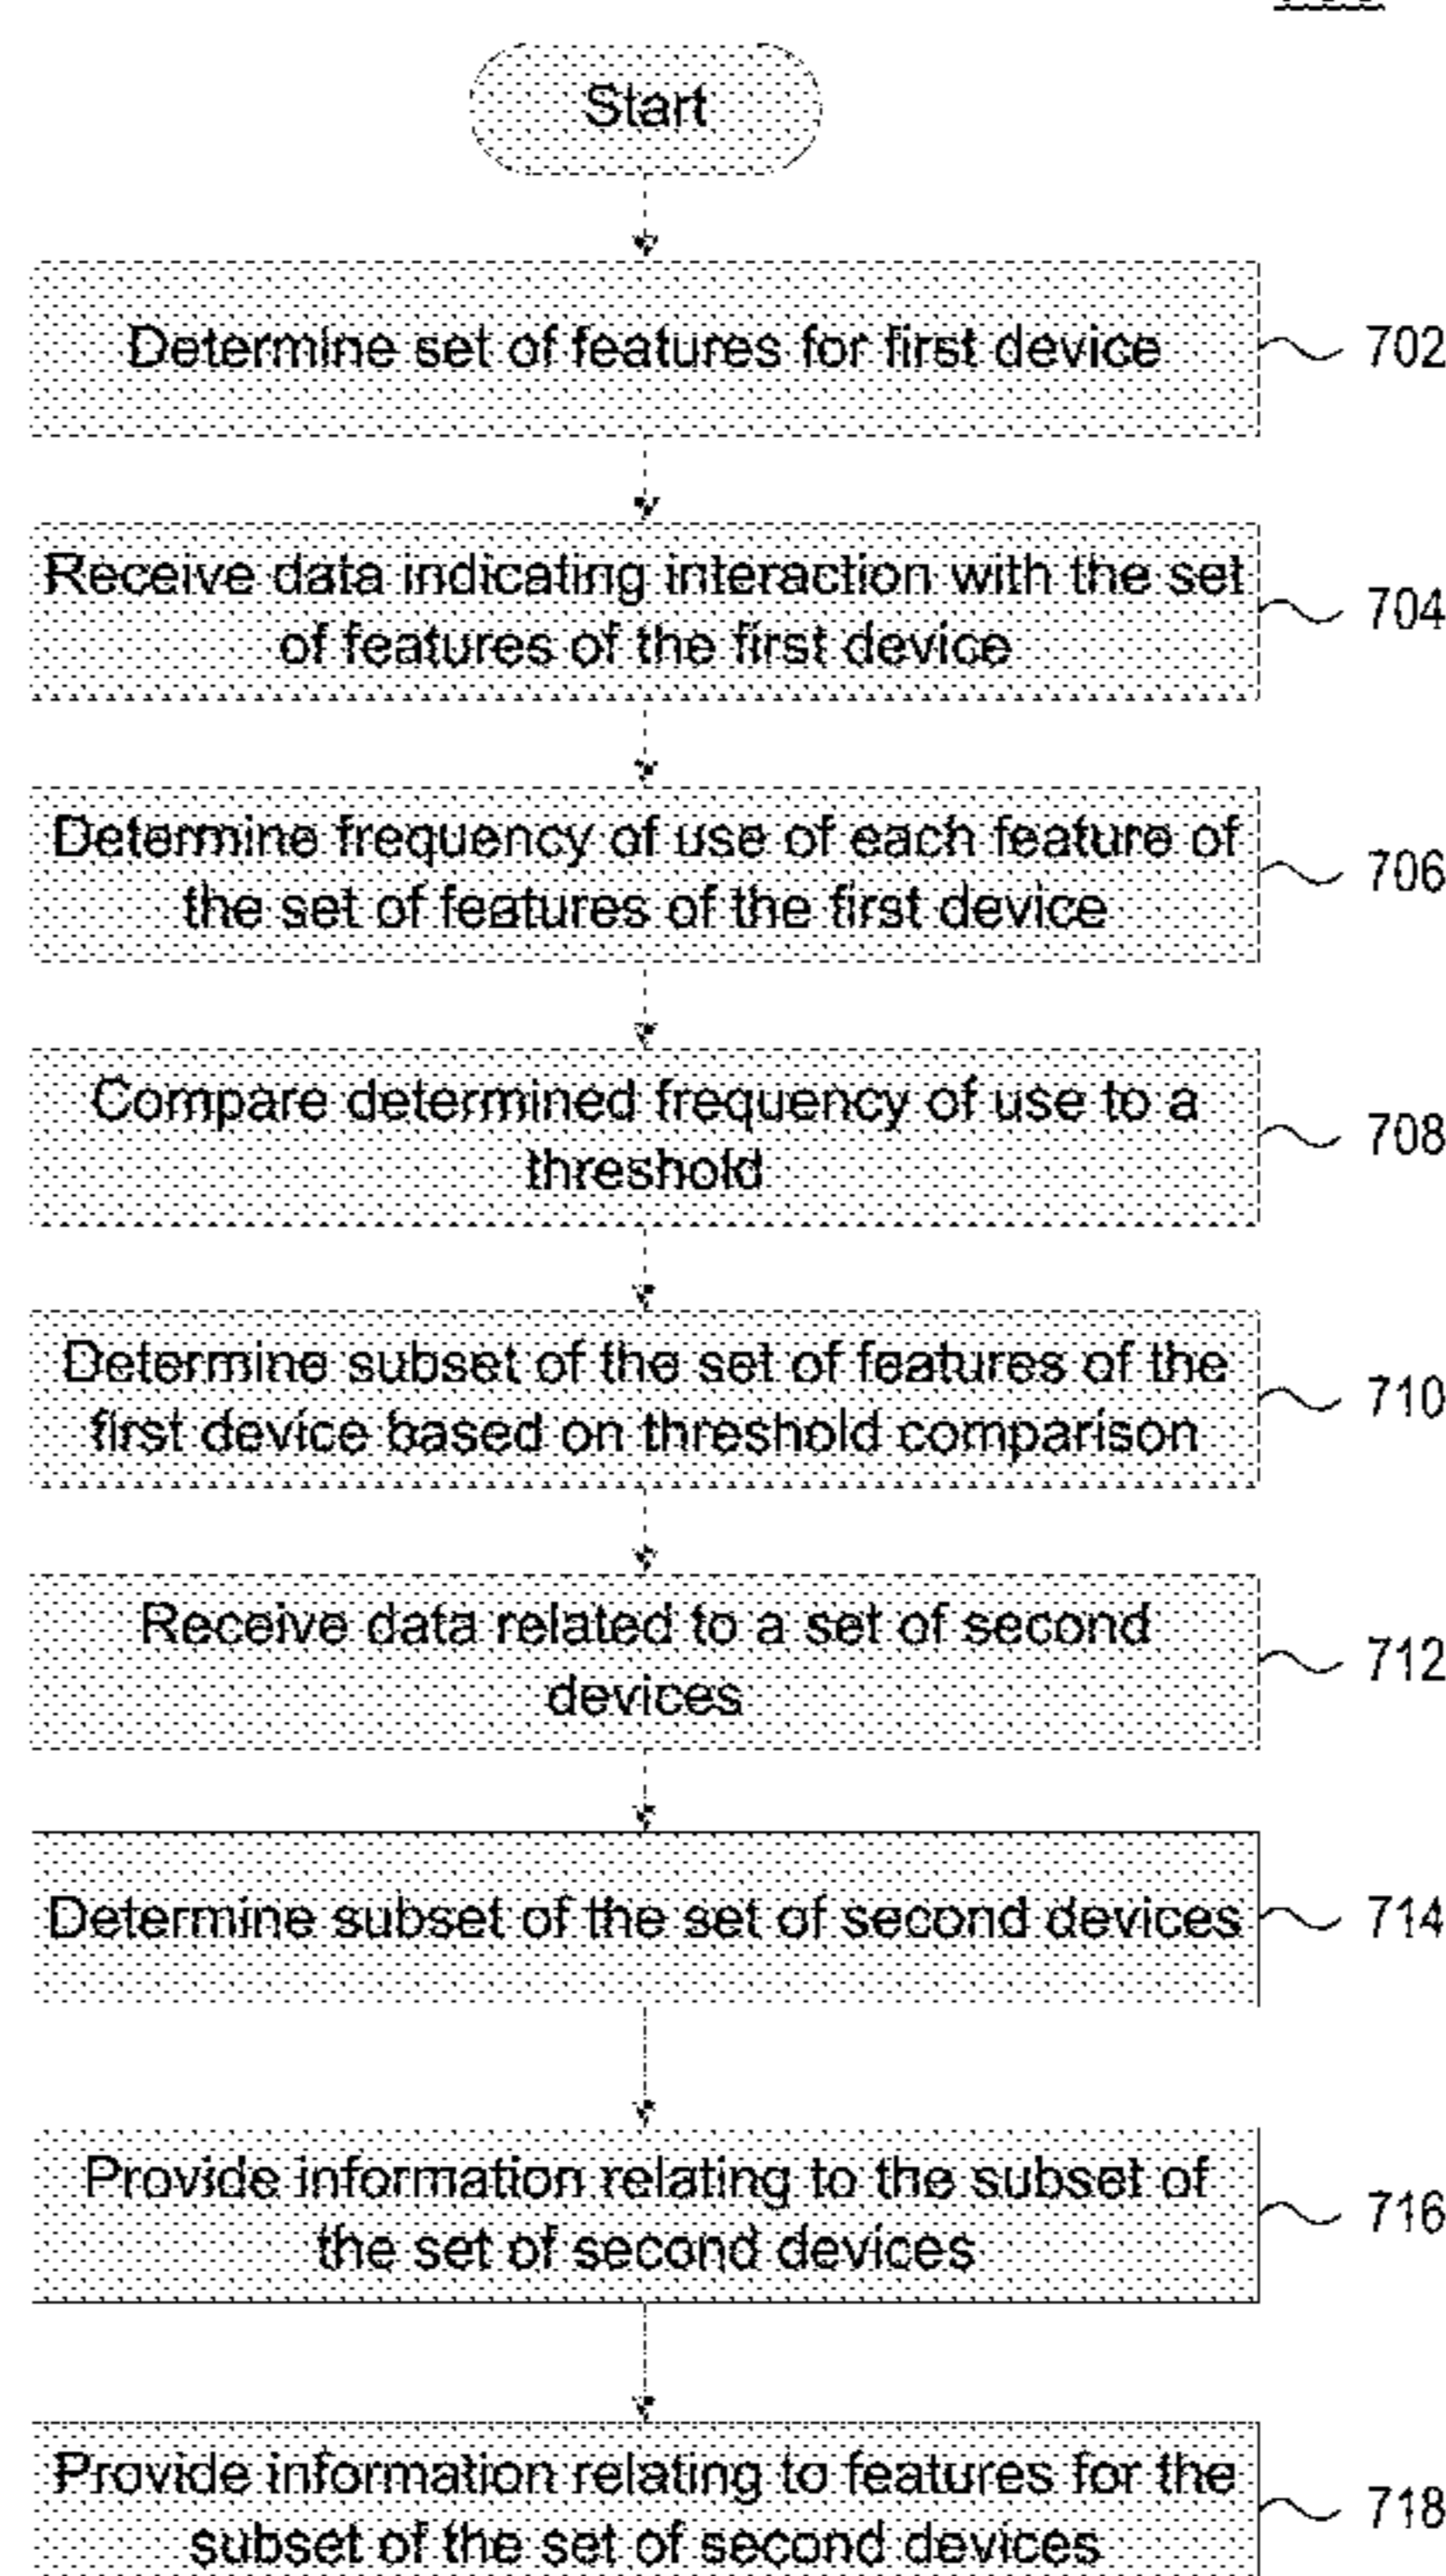 Start
Determine set of features for first device
702
Receive data indicating interaction with the set
of features of the first device
704
Determine frequency of use of each feature of
the set of features of the first device
706
Compare determined frequency of use to a
threshold
708
Determine subset of the set of features of the
first device based on threshold comparison
710
Receive data related to a set of second
devices
712
Determine subset of the set of second devices
714
Provide information relating to the subset of
the set of second devices
716
Provide information relating to features for the
subset of the set of second devices
718